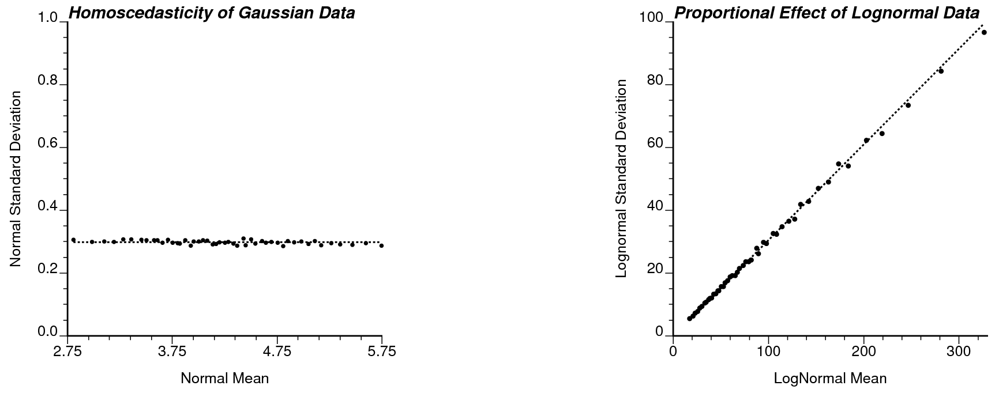 Homoscedasticity of Gaussian Data
1.0
0.8
0.6
0.4
0.2
0.0
Normal Standard Deviation
2.75 3.75 4.75 5.75
Normal Mean
Proportional Effect of Lognormal Data
100
80
60
40
20
0
Lognormal Standard Deviation
0 100 200 300
LogNormal Mean